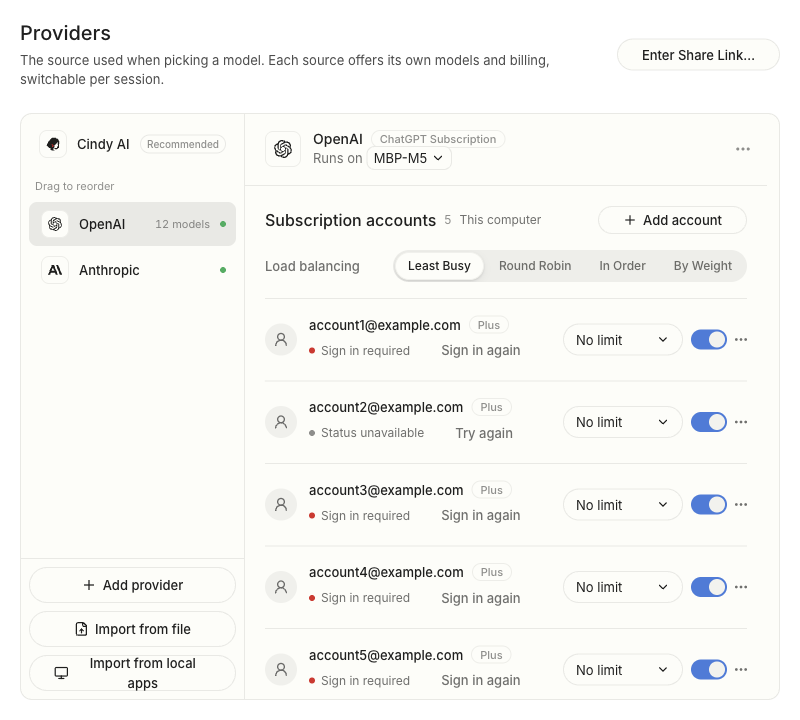 Providers
The source used when picking a model. Each source offers its own models and billing,
switchable per session.
Enter Share Link...
Cindy AI
Recommended
Drag to reorder
OpenAI
12 models
Anthropic
Add provider
Import from file
Import from local
apps
OpenAI
ChatGPT Subscription
Runs on
MBP-M5
Subscription accounts
5
This computer
Add account
Load balancing
Least Busy
Round Robin
In Order
By Weight
account1@example.com
Plus
Sign in required
Sign in again
No limit
account2@example.com
Plus
Status unavailable
Try again
No limit
account3@example.com
Plus
Sign in required
Sign in again
No limit
account4@example.com
Plus
Sign in required
Sign in again
No limit
account5@example.com
Plus
Sign in required
Sign in again
No limit